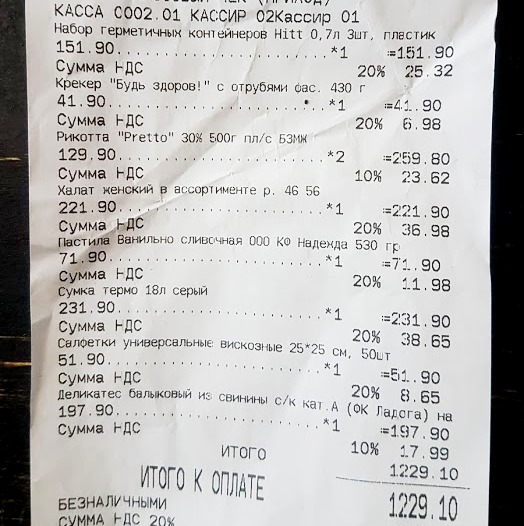 КАССА С002.01 КАССИР 02Кассир 01
Набор герметичных контейнеров Hitt 0,7л 3шт, пластик
151.90......................*1 =151.90
Сумма НДС 20% 25.32
Крекер "Будь здоров!" с отрубями фас. 430 г
41.90.......................*1 =41.90
Сумма НДС 20% 6.98
Рикотта "Pretto" 30% 500г пл/с БЗМЖ
129.90......................*2 =259.80
Сумма НДС 10% 23.62
Халат женский в ассортименте р. 46 56
221.90......................*1 =221.90
Сумма НДС 20% 36.98
Пастила Ванильно сливочная ООО КФ Надежда 530 гр
71.90.......................*1 =71.90
Сумма НДС 20% 11.98
Сумка термо 18л серый
231.90......................*1 =231.90
Сумма НДС 20% 38.65
Салфетки универсальные вискозные 25*25 см, 50шт
51.90.......................*1 =51.90
Сумма НДС 20% 8.65
Деликатес балыковый из свинины с/к кат.А (ФК Ладога) на
197.90......................*1 =197.90
Сумма НДС 10% 17.99
ИТОГО 1229.10
ИТОГО К ОПЛАТЕ 1229.10
БЕЗНАЛИЧНЫМИ
СУММА НДС 20%